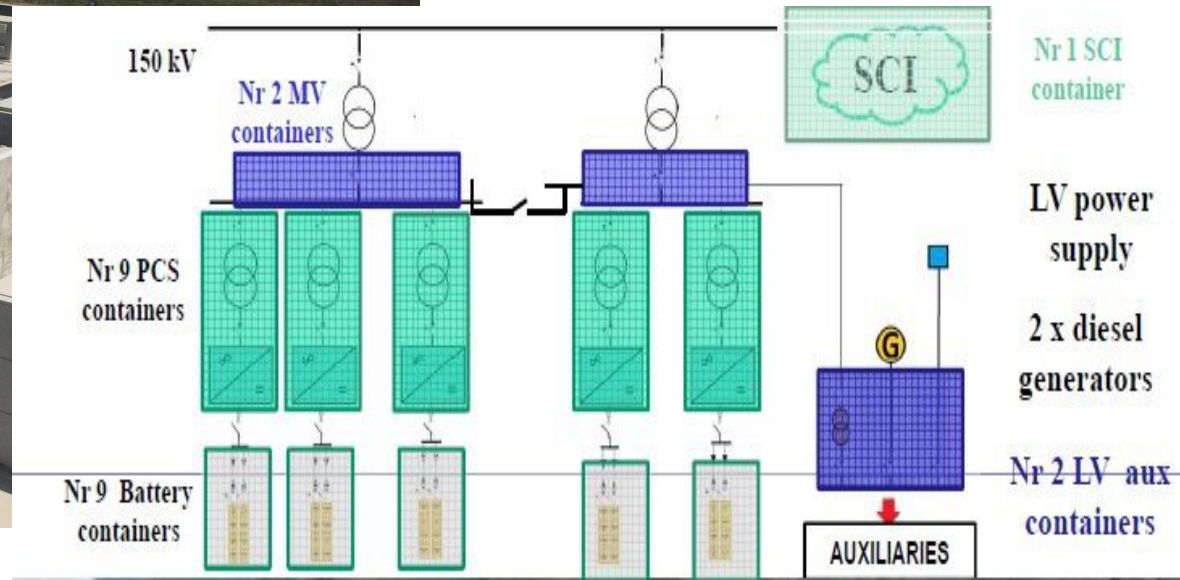 150 kV
Nr 2 MV
containers
SCI
Nr 1 SCI
container
LV power
supply
Nr 9 PCS
containers
G
2 x diesel
generators
Nr 9 Battery
containers
Nr 2 LV aux
containers
AUXILIARIES